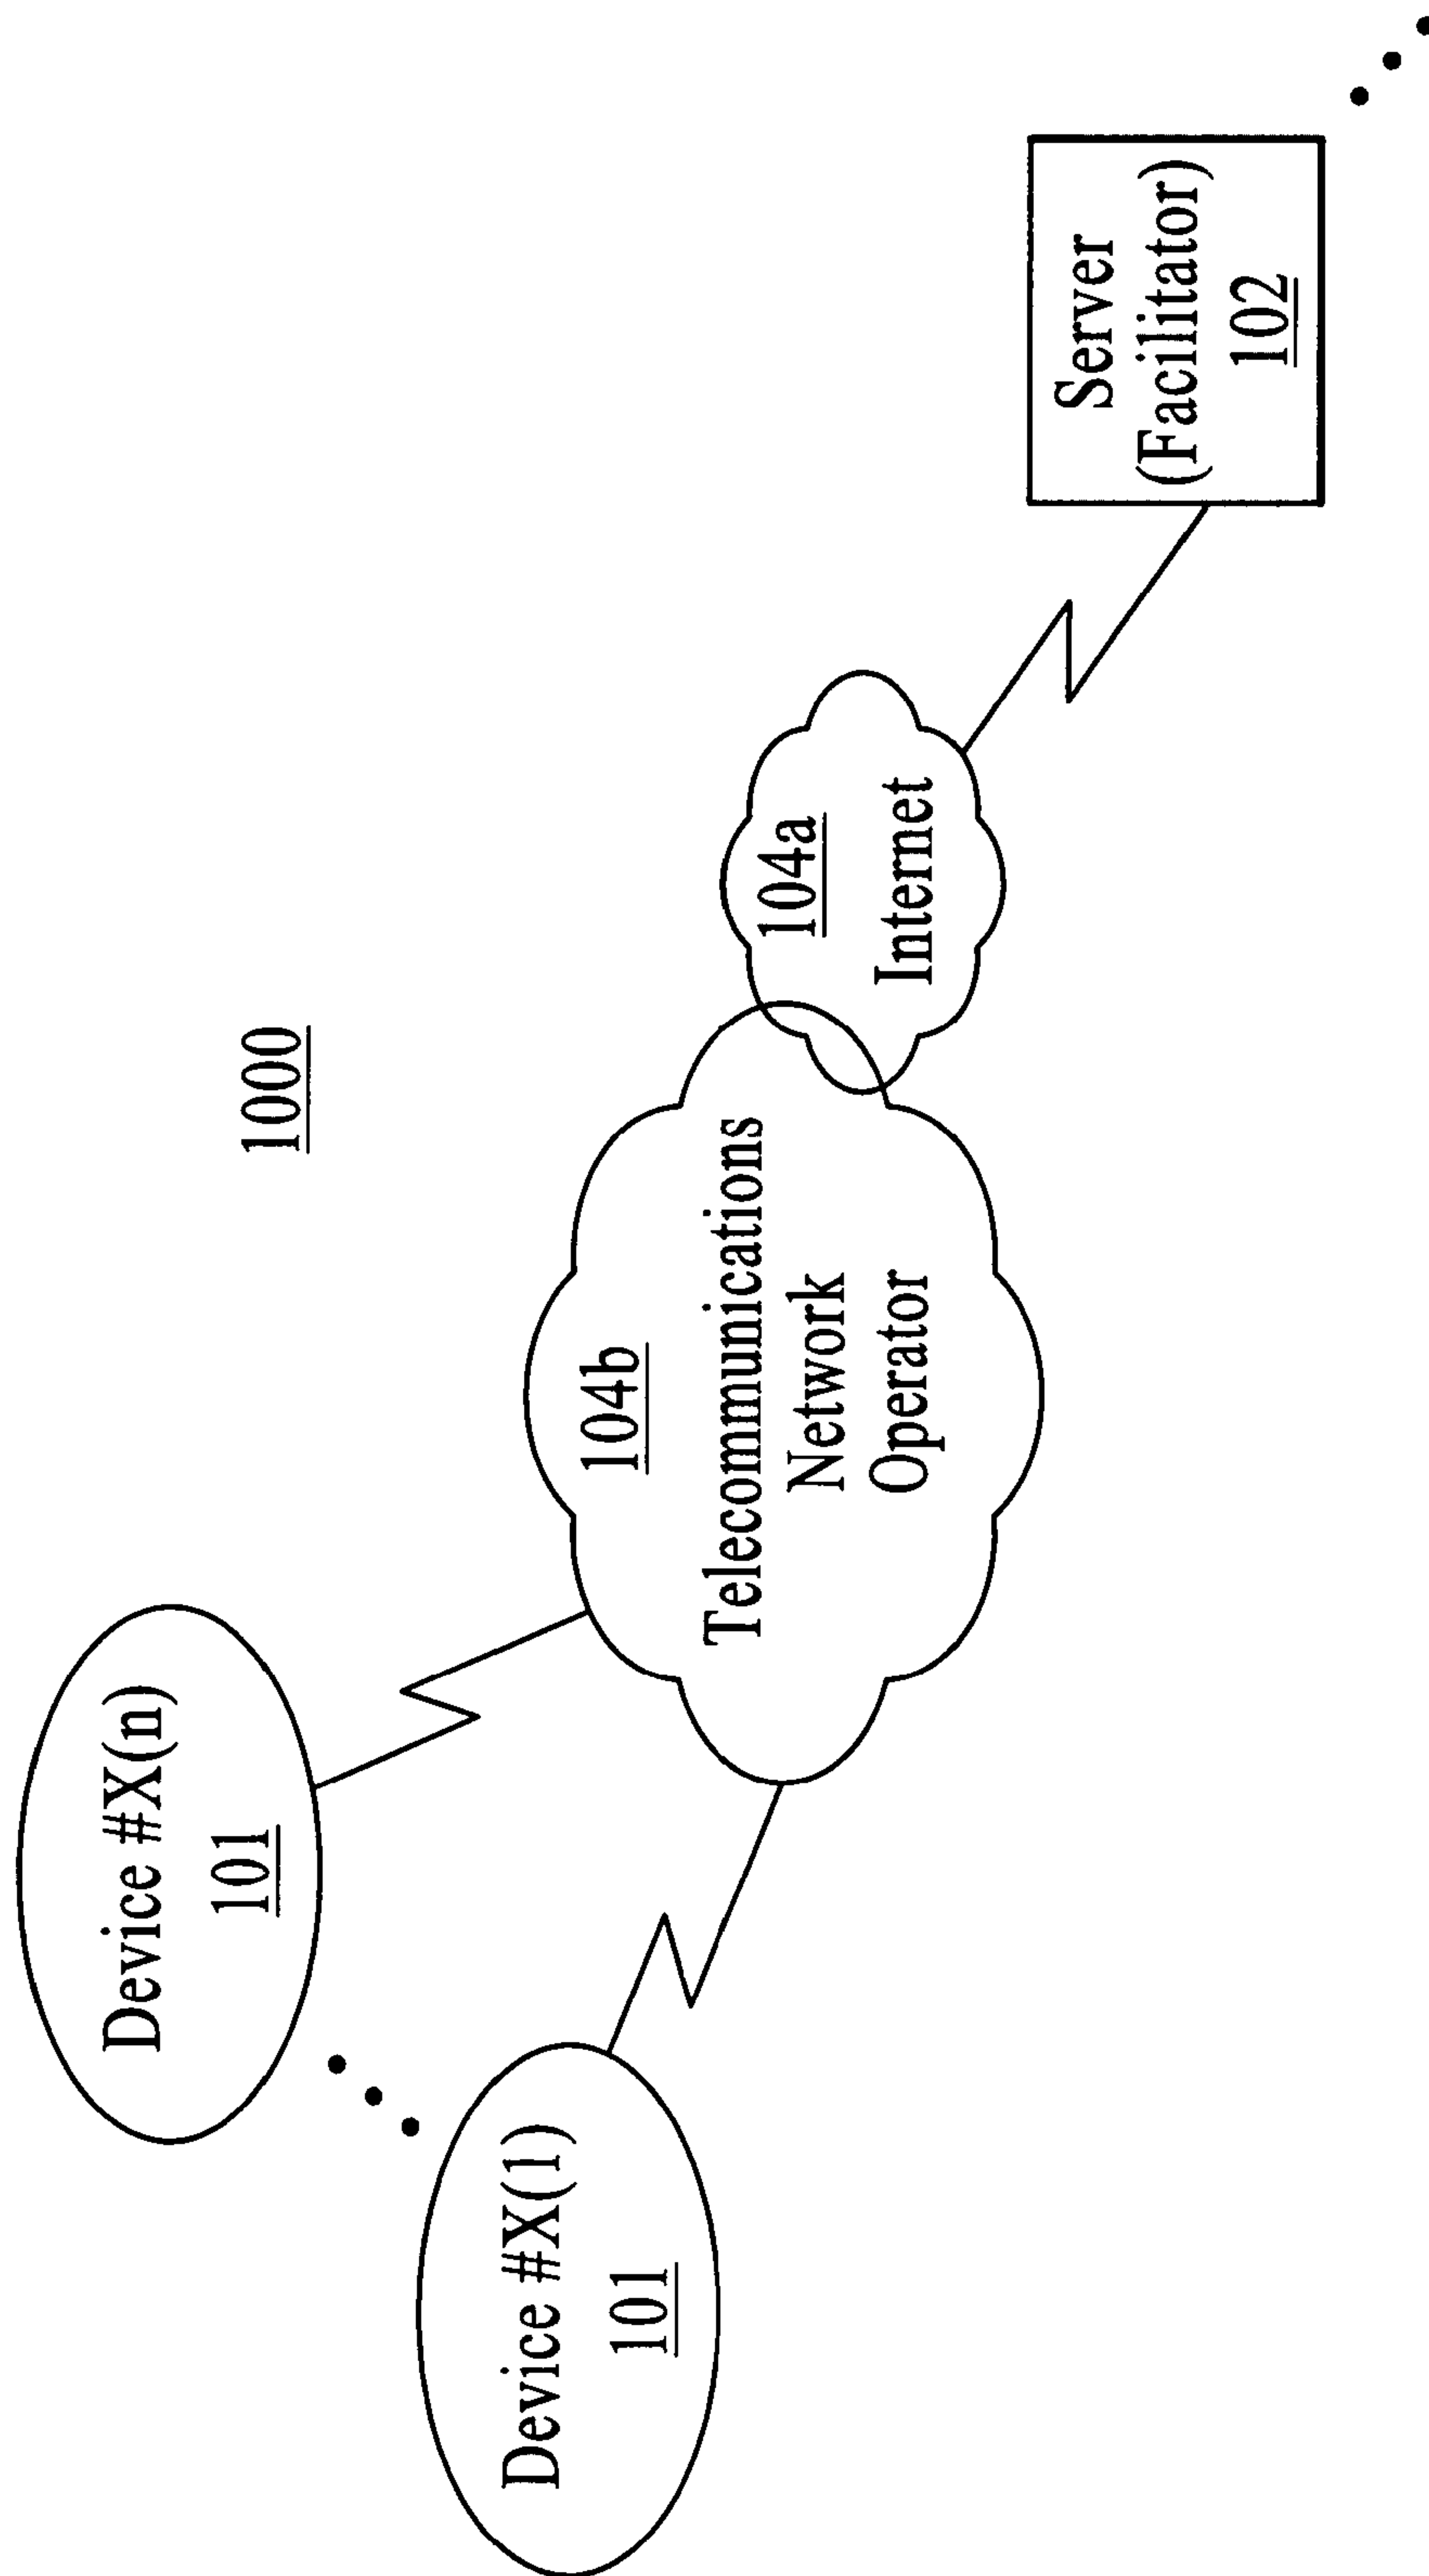 1000
Device #X(n)
101
Device #X(1)
101
104b
Telecommunications
Network
Operator
104a
Internet
Server
(Facilitator)
102